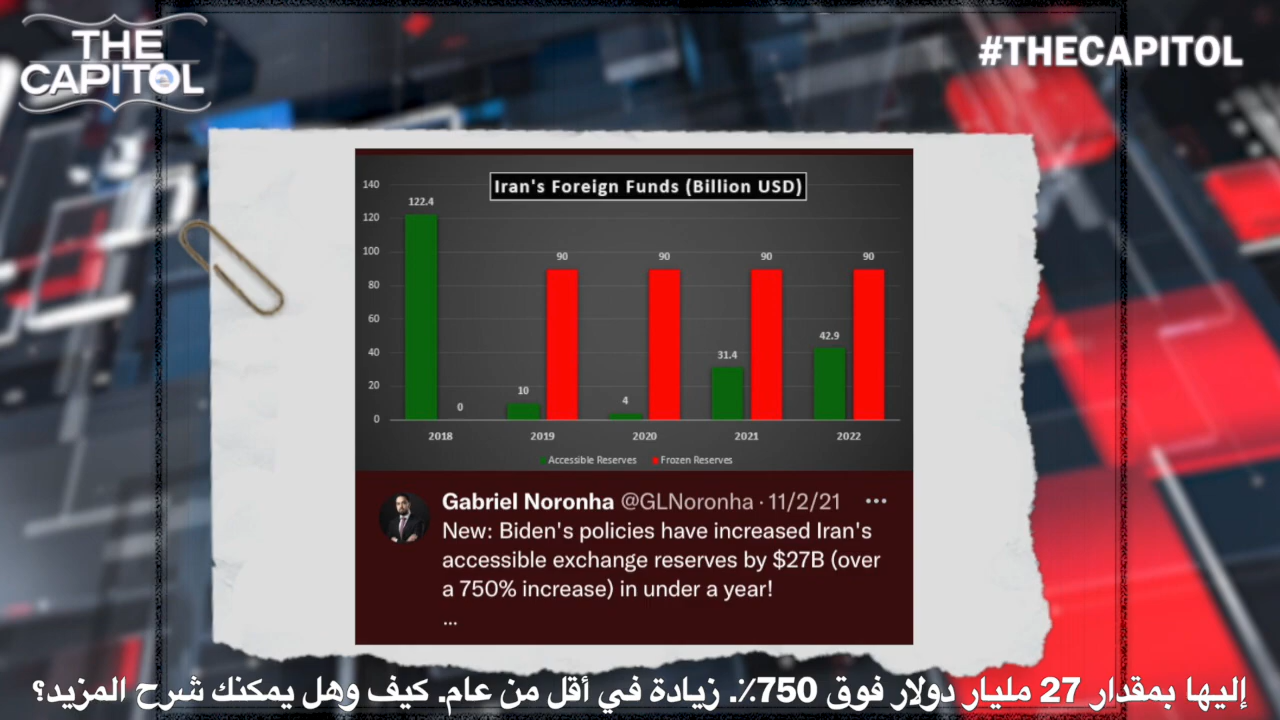 THE
CAPITOL
#THECAPITOL
Iran's Foreign Funds (Billion USD)
140
120
100
80
60
40
20
0
122.4
0
10
90
4
90
31.4
90
42.9
90
2018 2019 2020 2021 2022
Accessible Reserves Frozen Reserves
Gabriel Noronha @GLNoronha · 11/2/21 •••
New: Biden's policies have increased Iran's
accessible exchange reserves by $27B (over
a 750% increase) in under a year!
...
إليها بمقدار 27 مليار دولار فوق 750٪. زيادة في أقل من عام. كيف وهل يمكنك شرح المزيد؟